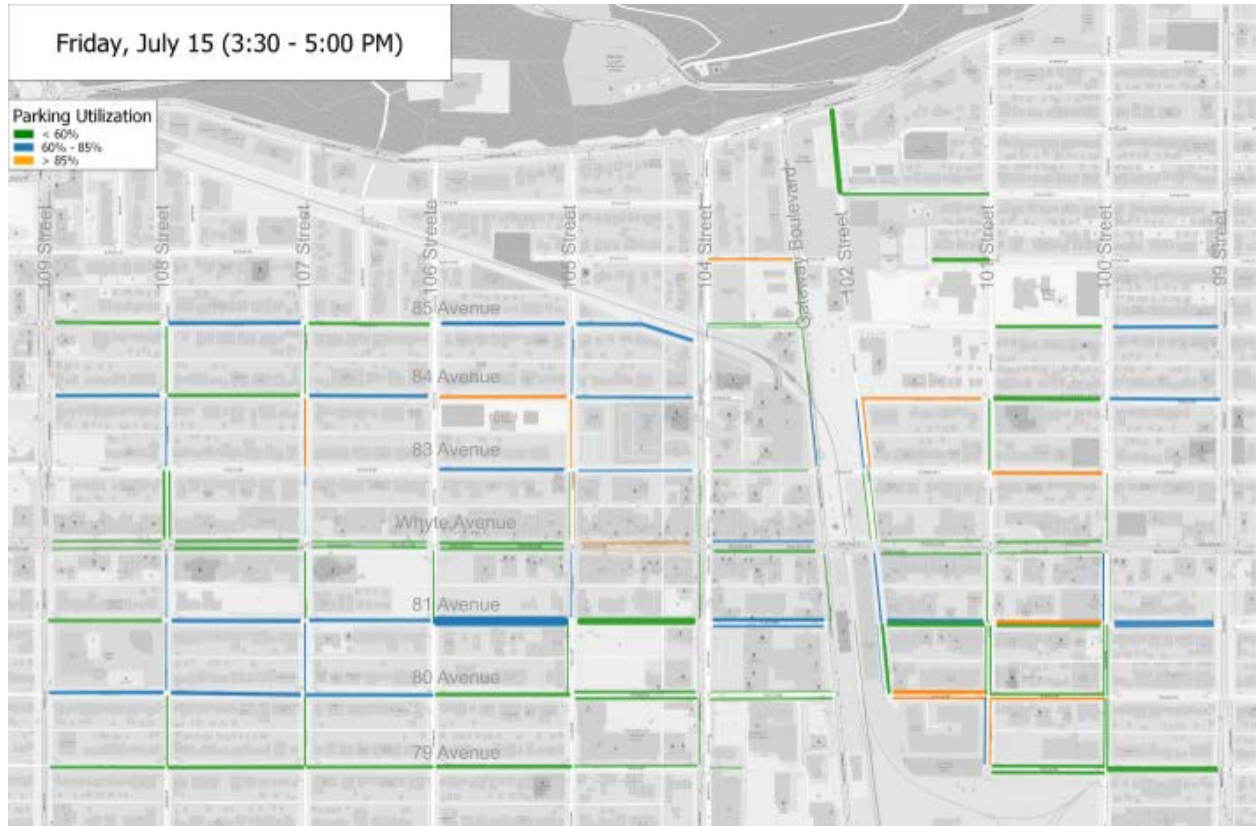 Friday, July 15 (3:30 - 5:00 PM)
Parking Utilization
< 60%
60% - 85%
> 85%
109 Street
108 Street
107 Street
106 Streete
105 Street
104 Street
Gateway Boulevard
102 Street
101 Street
100 Street
99 Street
85 Avenue
84 Avenue
83 Avenue
Whyte Avenue
81 Avenue
80 Avenue
79 Avenue